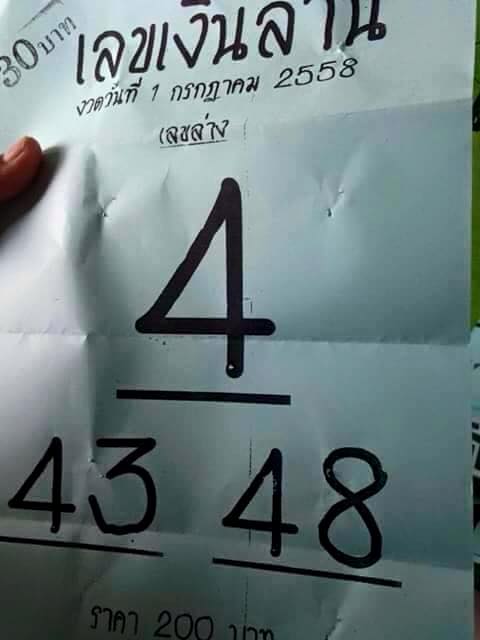 30 บาท
เลขเงินล้าน
งวดวันที่ 1 กรกฎาคม 2558
เลขล่าง
4
43 48
ราคา 200 บาท